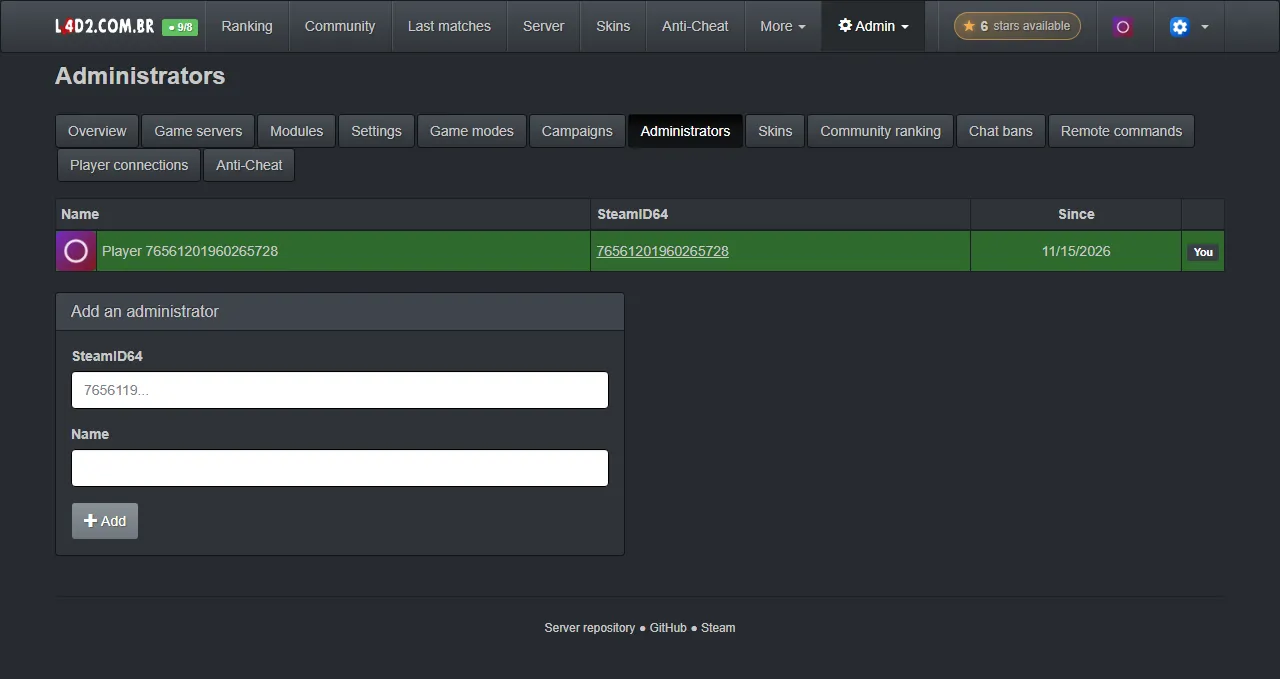 L4D2.COM.BR ● 9/8 Ranking Community Last matches Server Skins Anti-Cheat More Admin ★ 6 stars available
Administrators
Overview Game servers Modules Settings Game modes Campaigns Administrators Skins Community ranking Chat bans Remote commands
Player connections Anti-Cheat
Name SteamID64 Since
Player 76561201960265728 76561201960265728 11/15/2026 You
Add an administrator
SteamID64
7656119...
Name
+ Add
Server repository ● GitHub ● Steam